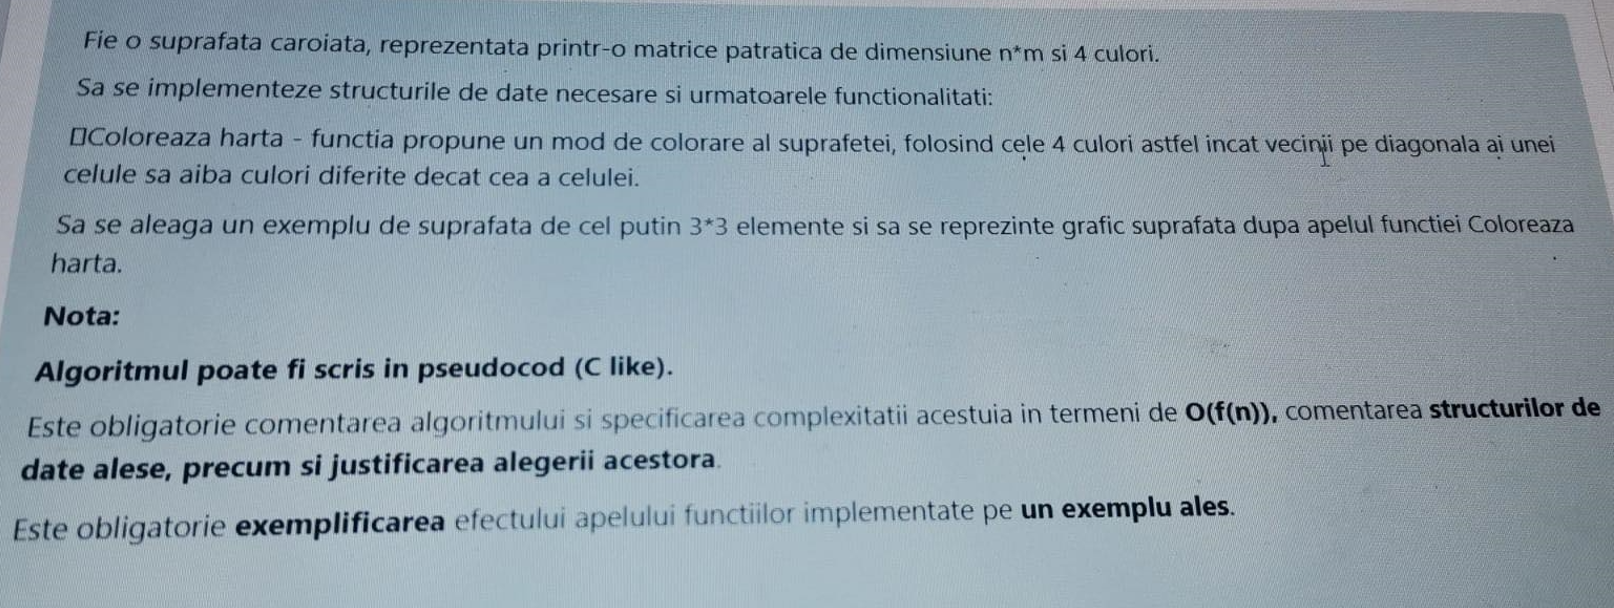 Fie o suprafata caroiata, reprezentata printr-o matrice patratica de dimensiune n*m si 4 culori.
Sa se implementeze structurile de date necesare si urmatoarele functionalitati:
▯Coloreaza harta - functia propune un mod de colorare al suprafetei, folosind cele 4 culori astfel incat vecinii pe diagonala ai unei
celule sa aiba culori diferite decat cea a celulei.
Sa se aleaga un exemplu de suprafata de cel putin 3*3 elemente si sa se reprezinte grafic suprafata dupa apelul functiei Coloreaza
harta.
Nota:
Algoritmul poate fi scris in pseudocod (C like).
Este obligatorie comentarea algoritmului si specificarea complexitatii acestuia in termeni de O(f(n)), comentarea structurilor de
date alese, precum si justificarea alegerii acestora.
Este obligatorie exemplificarea efectului apelului functiilor implementate pe un exemplu ales.